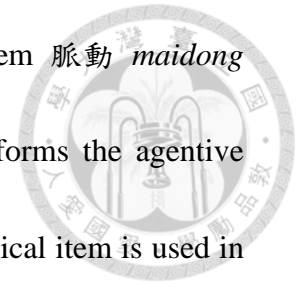 em 脈動 maidong
forms the agentive
ical item is used in